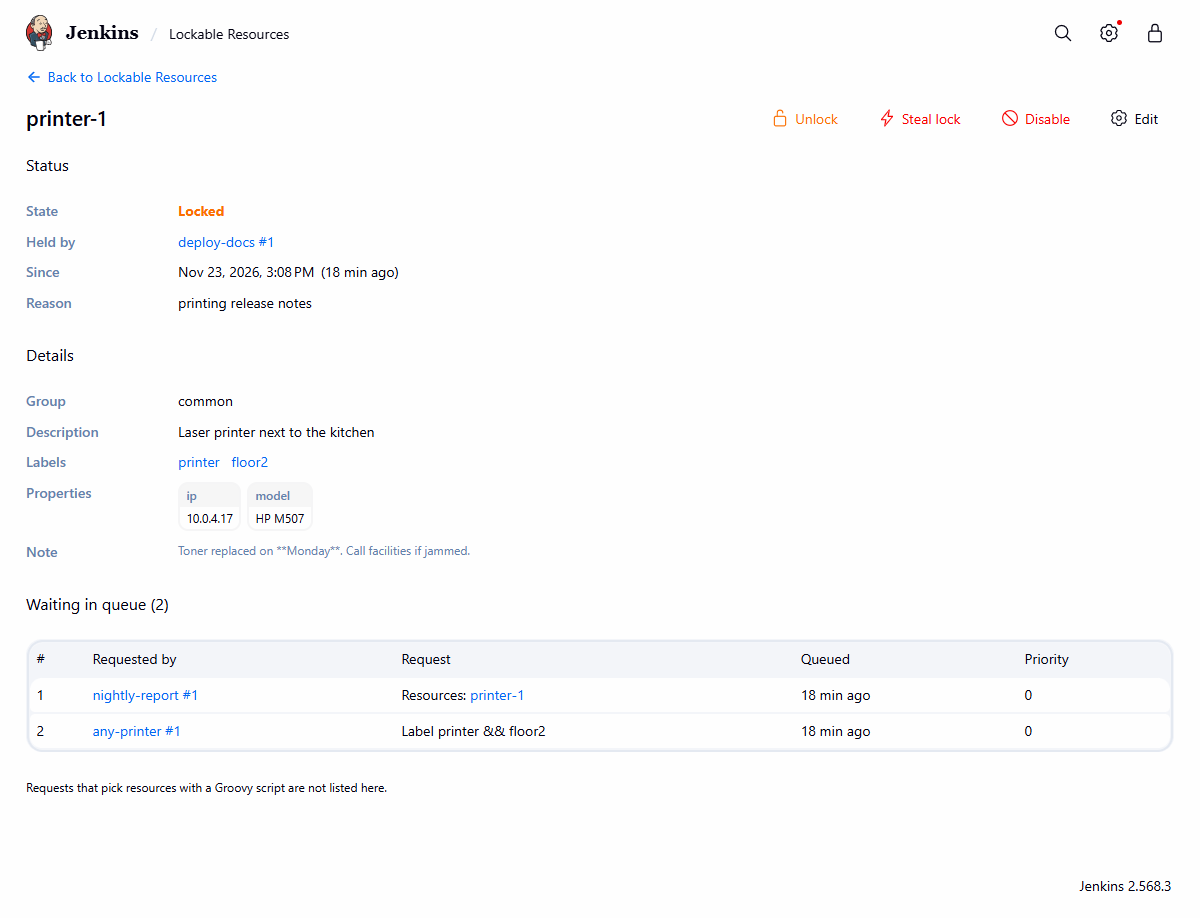 Jenkins / Lockable Resources
Back to Lockable Resources
printer-1 Unlock Steal lock Disable Edit
Status
State Locked
Held by deploy-docs #1
Since Nov 23, 2026, 3:08 PM (18 min ago)
Reason printing release notes
Details
Group common
Description Laser printer next to the kitchen
Labels printer floor2
Properties ip model
10.0.4.17 HP M507
Note Toner replaced on **Monday**. Call facilities if jammed.
Waiting in queue (2)
# Requested by Request Queued Priority
1 nightly-report #1 Resources: printer-1 18 min ago 0
2 any-printer #1 Label printer && floor2 18 min ago 0
Requests that pick resources with a Groovy script are not listed here.
Jenkins 2.568.3